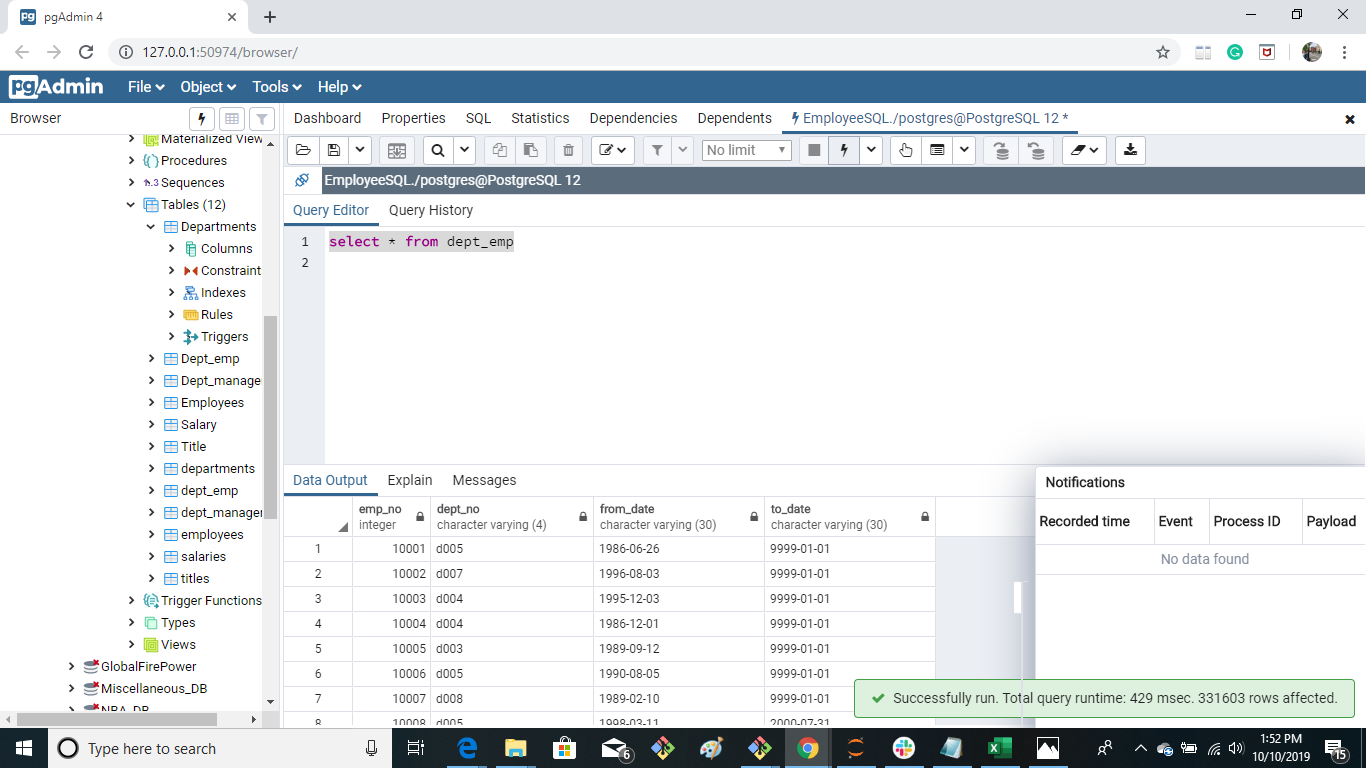 pgAdmin 4
127.0.0.1:50974/browser/
pgAdmin File Object Tools Help
Browser
Dashboard Properties SQL Statistics Dependencies Dependents EmployeeSQL./postgres@PostgreSQL 12 *
No limit
EmployeeSQL./postgres@PostgreSQL 12
Query Editor Query History
1 select * from dept_emp
2
Materialized View
Procedures
1..3 Sequences
Tables (12)
Departments
Columns
Constraint
Indexes
Rules
Triggers
Dept_emp
Dept_manage
Employees
Salary
Title
departments
dept_emp
dept_manager
employees
salaries
titles
Trigger Functions
Types
Views
GlobalFirePower
Miscellaneous_DB
NBA_DB
Data Output Explain Messages
emp_no dept_no from_date to_date
integer character varying (4) character varying (30) character varying (30)
1 10001 d005 1986-06-26 9999-01-01
2 10002 d007 1996-08-03 9999-01-01
3 10003 d004 1995-12-03 9999-01-01
4 10004 d004 1986-12-01 9999-01-01
5 10005 d003 1989-09-12 9999-01-01
6 10006 d005 1990-08-05 9999-01-01
7 10007 d008 1989-02-10 9999-01-01
8 10008 d005 1998-03-11 2000-07-31
Notifications
Recorded time Event Process ID Payload
No data found
Successfully run. Total query runtime: 429 msec. 331603 rows affected.
Type here to search
6
1:52 PM
10/10/2019
15